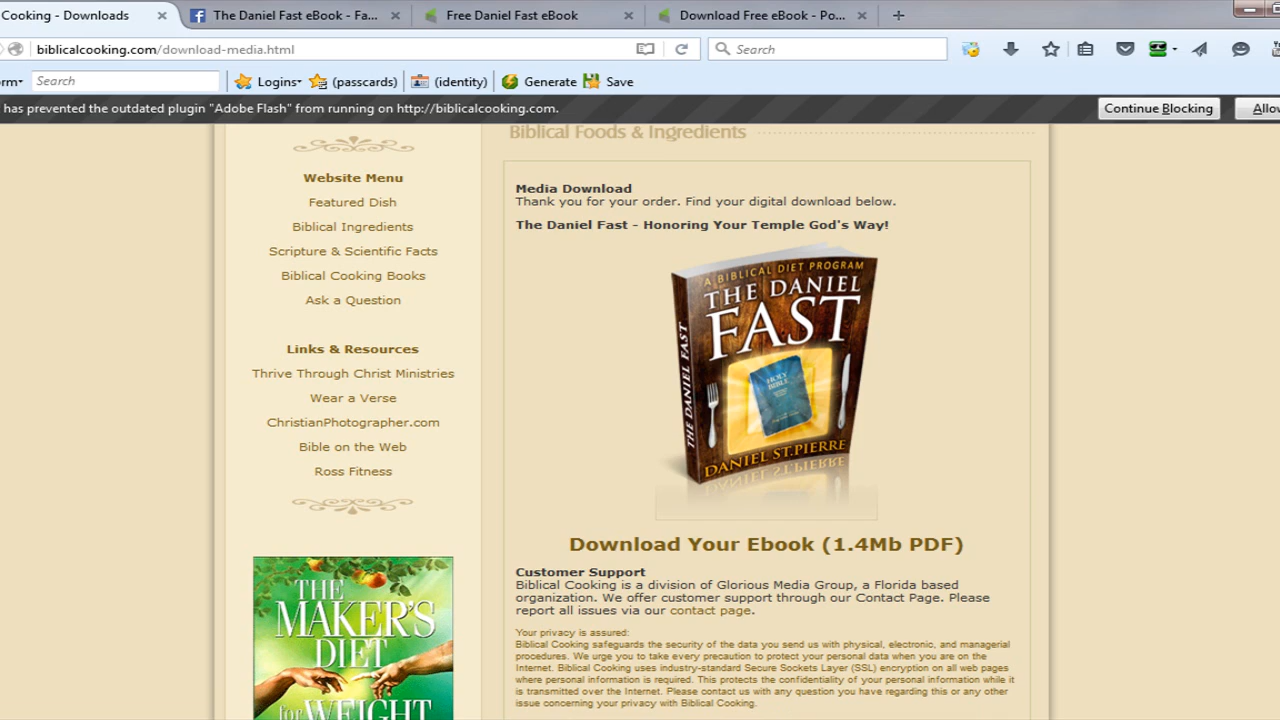 Cooking - Downloads
The Daniel Fast eBook - Fa...
Free Daniel Fast eBook
Download Free eBook - Po...
biblicalcooking.com/download-media.html
Search
Search
Logins
(passcards)
(identity)
Generate
Save
has prevented the outdated plugin "Adobe Flash" from running on http://biblicalcooking.com.
Continue Blocking
Biblical Foods & Ingredients
Website Menu
Featured Dish
Biblical Ingredients
Scripture & Scientific Facts
Biblical Cooking Books
Ask a Question
Links & Resources
Thrive Through Christ Ministries
Wear a Verse
ChristianPhotographer.com
Bible on the Web
Ross Fitness
THE
MAKER'S
DIET
for WEIGHT
Media Download
Thank you for your order. Find your digital download below.
The Daniel Fast - Honoring Your Temple God's Way!
A BIBLICAL DIET PROGRAM
THE DANIEL
FAST
THE DANIEL FAST
HOLY
BIBLE
DANIEL ST.PIERRE
Download Your Ebook (1.4Mb PDF)
Customer Support
Biblical Cooking is a division of Glorious Media Group, a Florida based
organization. We offer customer support through our Contact Page. Please
report all issues via our contact page.
Your privacy is assured:
Biblical Cooking safeguards the security of the data you send us with physical, electronic, and managerial
procedures. We urge you to take every precaution to protect your personal data when you are on the
Internet. Biblical Cooking uses industry-standard Secure Sockets Layer (SSL) encryption on all web pages
where personal information is required. This protects the confidentiality of your personal information while it
is transmitted over the Internet. Please contact us with any question you have regarding this or any other
issue concerning your privacy with Biblical Cooking.